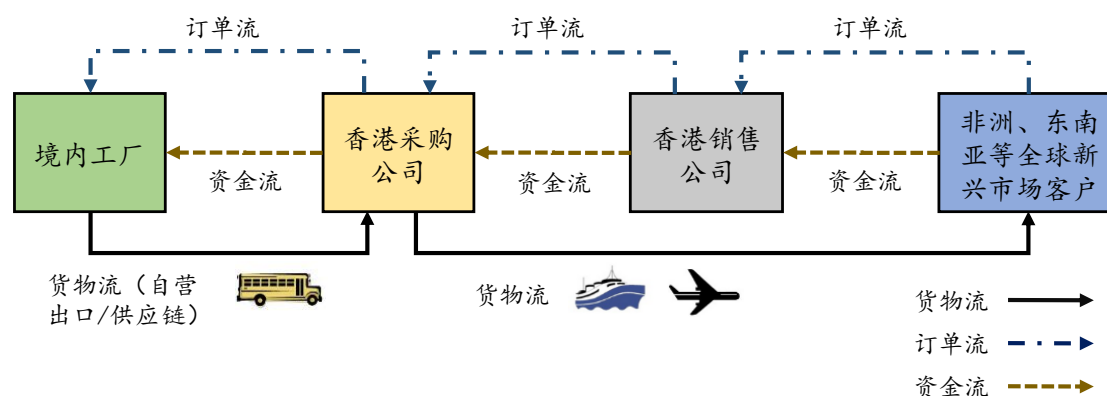 订单流
订单流
订单流
境内工厂
香港采购
公司
香港销售
公司
非洲、东南
亚等全球新
兴市场客户
资金流
资金流
资金流
货物流（自营
出口/供应链）
货物流
货物流
订单流
资金流